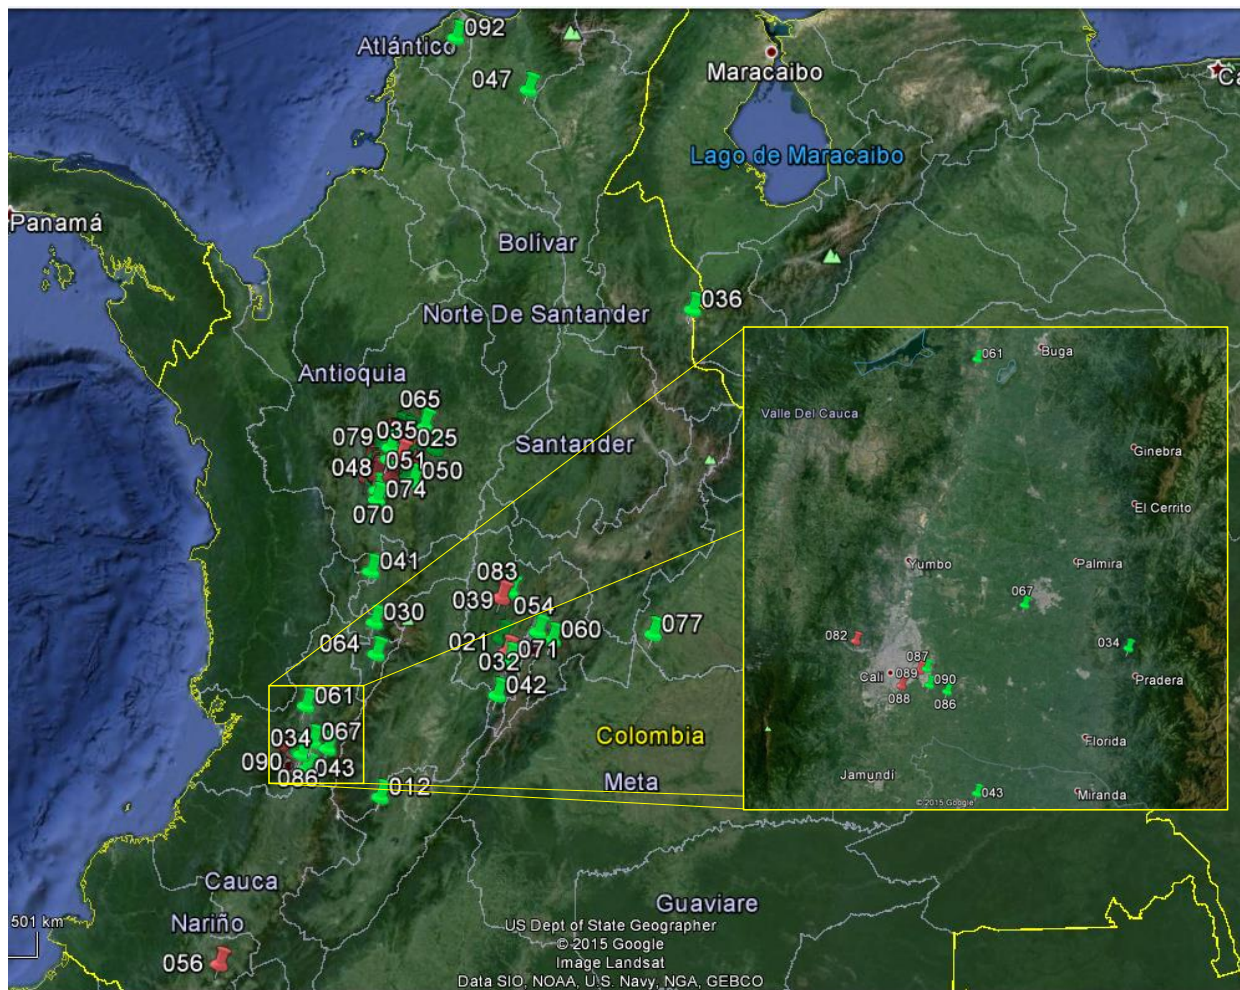 092
Atlántico
047
Maracaibo
Ca
Lago de Maracaibo
Panamá
Bolívar
036
Norte De Santander
Antioquia
065
035
079
025
Santander
051
048
050
074
070
041
083
039
054
030
021
060
077
064
071
032
042
061
034
067
Colombia
090
043
086
Meta
012
Cauca
Guaviare
Nariño
501 km
056
US Dept of State Geographer
© 2015 Google
Image Landsat
Data SIO, NOAA, U.S. Navy, NGA, GEBCO
061
Buga
Valle Del Cauca
Ginebra
El Cerrito
Yumbo
Palmira
067
082
034
087
089
Cali
090
Pradera
088
086
Florida
Jamundí
043
Miranda
© 2015 Google